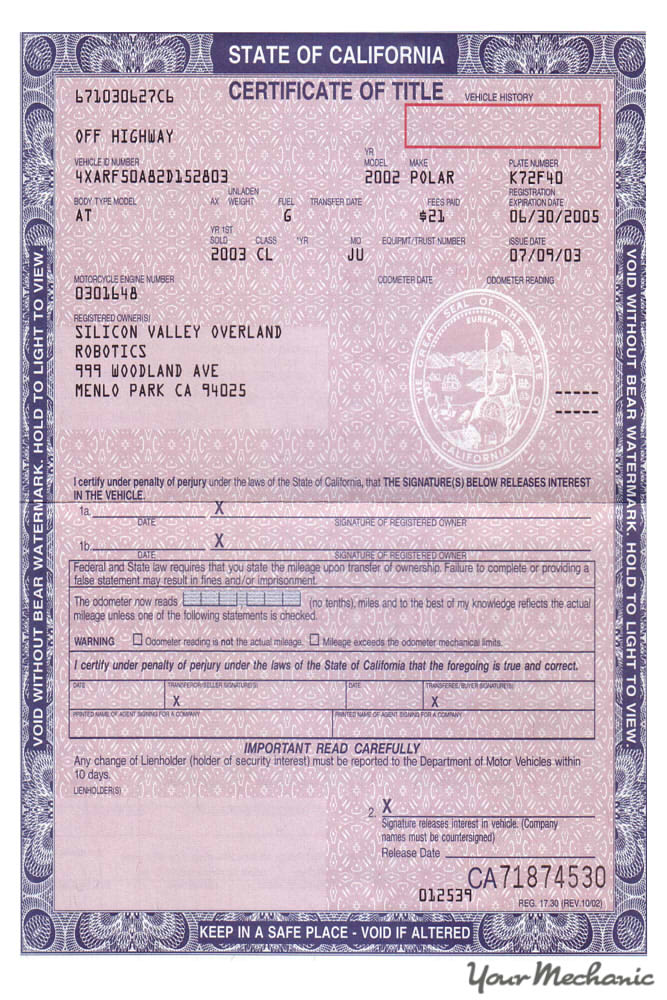 STATE OF CALIFORNIA
CERTIFICATE OF TITLE
VEHICLE HISTORY
671030627C6
OFF HIGHWAY
VEHICLE ID NUMBER YR MODEL MAKE PLATE NUMBER
4XARF50A82D152803 2002 POLAR K72F40
BODY TYPE MODEL AX UNLADEN WEIGHT FUEL TRANSFER DATE FEES PAID REGISTRATION EXPIRATION DATE
AT G $21 06/30/2005
YR 1ST SOLD CLASS *YR MO EQUIPMT/TRUST NUMBER ISSUE DATE
2003 CL JU 07/09/03
MOTORCYCLE ENGINE NUMBER ODOMETER DATE ODOMETER READING
0301648
REGISTERED OWNER(S)
SILICON VALLEY OVERLAND
ROBOTICS
999 WOODLAND AVE
MENLO PARK CA 94025
THE GREAT SEAL OF THE STATE OF CALIFORNIA
EUREKA
-----
-----
I certify under penalty of perjury under the laws of the State of California, that THE SIGNATURE(S) BELOW RELEASES INTEREST
IN THE VEHICLE.
1a. X
DATE SIGNATURE OF REGISTERED OWNER
1b. X
DATE SIGNATURE OF REGISTERED OWNER
Federal and State law requires that you state the mileage upon transfer of ownership. Failure to complete or providing a
false statement may result in fines and/or imprisonment.
The odometer now reads (no tenths), miles and to the best of my knowledge reflects the actual
mileage unless one of the following statements is checked.
WARNING Odometer reading is not the actual mileage. Mileage exceeds the odometer mechanical limits.
I certify under penalty of perjury under the laws of the State of California that the foregoing is true and correct.
DATE TRANSFEROR/SELLER SIGNATURE(S) DATE TRANSFEREE/BUYER SIGNATURE(S)
X X
PRINTED NAME OF AGENT SIGNING FOR A COMPANY PRINTED NAME OF AGENT SIGNING FOR A COMPANY
IMPORTANT READ CAREFULLY
Any change of Lienholder (holder of security interest) must be reported to the Department of Motor Vehicles within
10 days.
LIENHOLDER(S)
2. X
Signature releases interest in vehicle. (Company
names must be countersigned)
Release Date
CA71874530
012539
REG. 17.30 (REV.10/02)
KEEP IN A SAFE PLACE - VOID IF ALTERED
VOID WITHOUT BEAR WATERMARK. HOLD TO LIGHT TO VIEW.
VOID WITHOUT BEAR WATERMARK. HOLD TO LIGHT TO VIEW.
YourMechanic